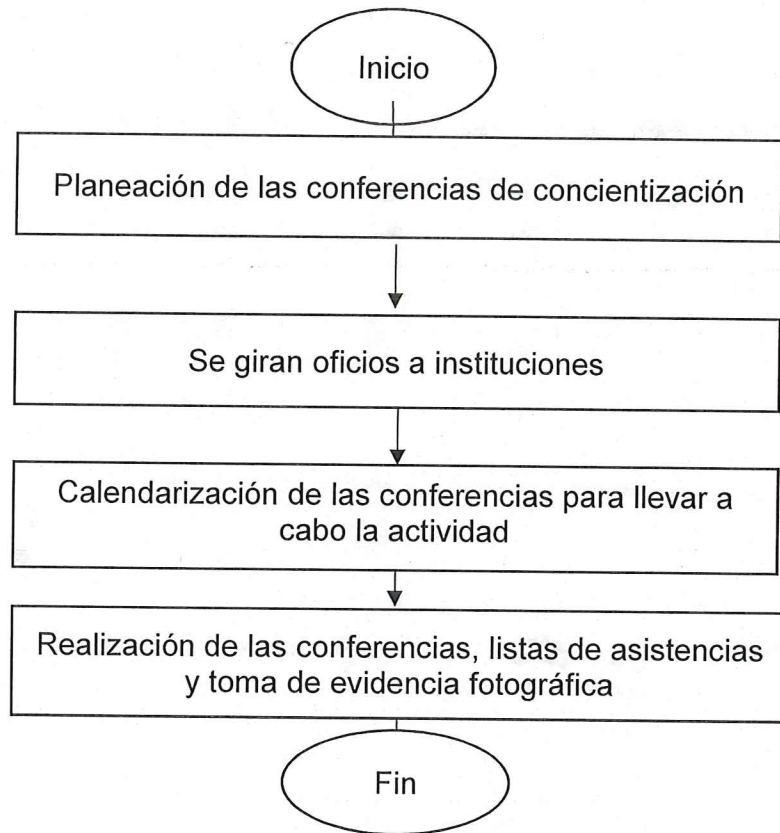 Inicio
Planeación de las conferencias de concientización
Se giran oficios a instituciones
Calendarización de las conferencias para llevar a
cabo la actividad
Realización de las conferencias, listas de asistencias
y toma de evidencia fotográfica
Fin